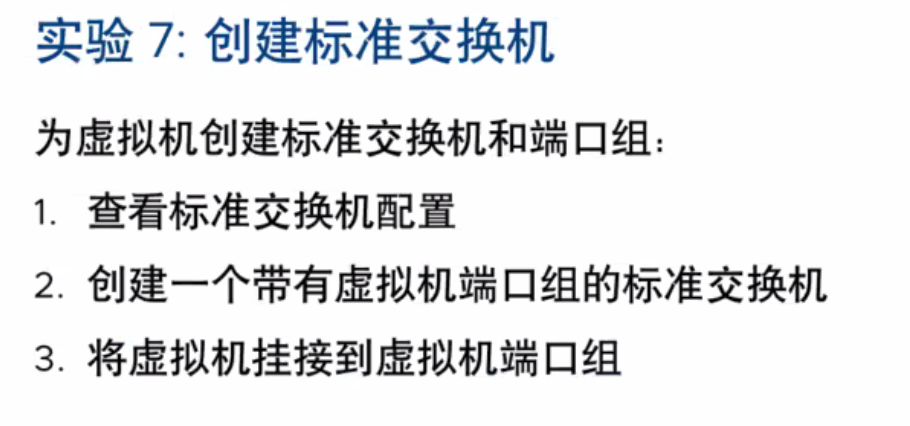 实验 7: 创建标准交换机
为虚拟机创建标准交换机和端口组：
1. 查看标准交换机配置
2. 创建一个带有虚拟机端口组的标准交换机
3. 将虚拟机挂接到虚拟机端口组